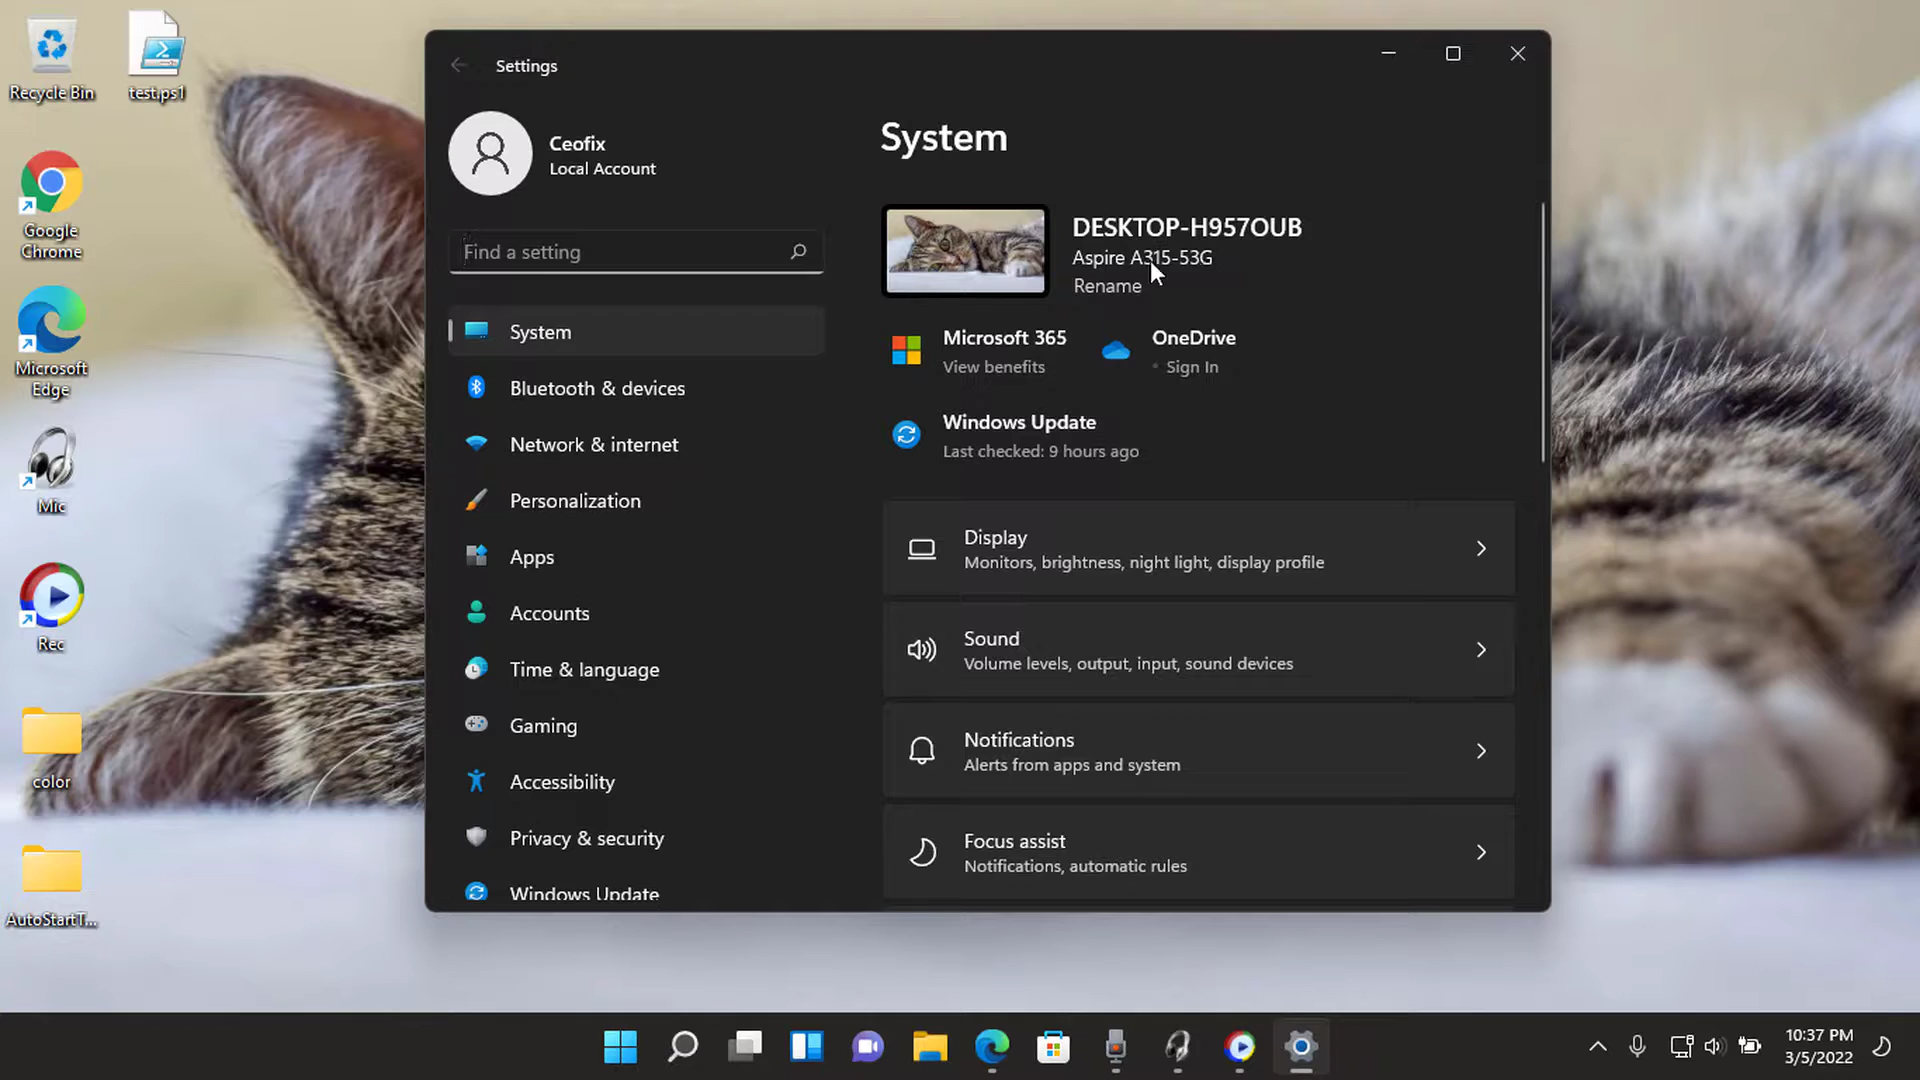 Recycle Bin
test.ps1
Google
Chrome
Microsoft
Edge
Mic
Rec
color
AutoStartT...
Settings
Ceofix
Local Account
Find a setting
System
Bluetooth & devices
Network & internet
Personalization
Apps
Accounts
Time & language
Gaming
Accessibility
Privacy & security
Windows Update
System
DESKTOP-H957OUB
Aspire A315-53G
Rename
Microsoft 365
View benefits
OneDrive
• Sign In
Windows Update
Last checked: 9 hours ago
Display
Monitors, brightness, night light, display profile
Sound
Volume levels, output, input, sound devices
Notifications
Alerts from apps and system
Focus assist
Notifications, automatic rules
10:37 PM
3/5/2022